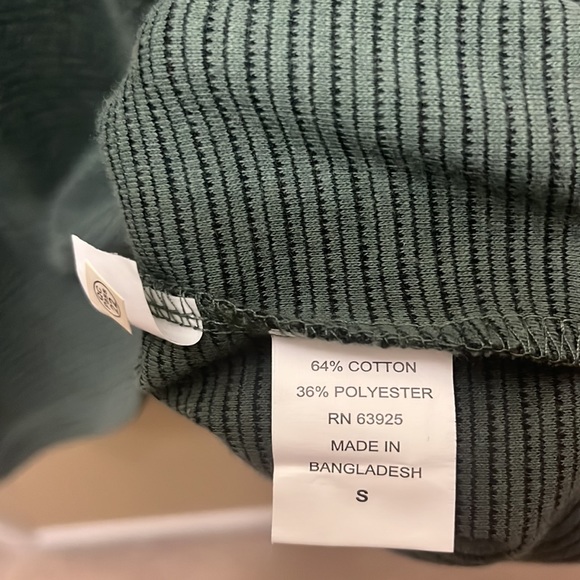 64% COTTON
36% POLYESTER
RN 63925
MADE IN
BANGLADESH
S